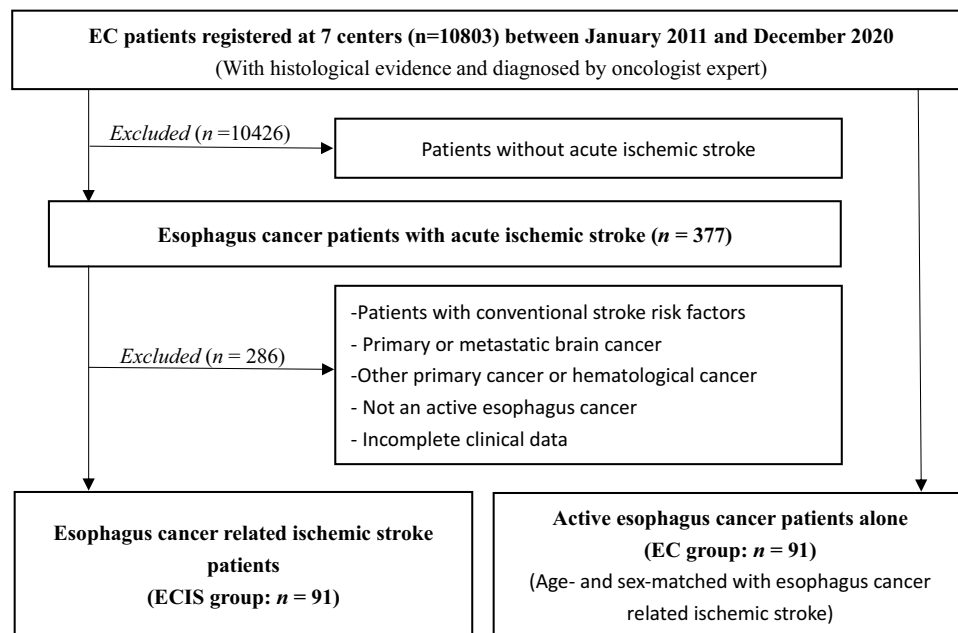 EC patients registered at 7 centers (n=10803) between January 2011 and December 2020
(With histological evidence and diagnosed by oncologist expert)
Excluded (n =10426)
Patients without acute ischemic stroke
Esophagus cancer patients with acute ischemic stroke (n = 377)
Excluded (n = 286)
-Patients with conventional stroke risk factors
- Primary or metastatic brain cancer
-Other primary cancer or hematological cancer
- Not an active esophagus cancer
- Incomplete clinical data
Esophagus cancer related ischemic stroke
patients
(ECIS group: n = 91)
Active esophagus cancer patients alone
(EC group: n = 91)
(Age- and sex-matched with esophagus cancer
related ischemic stroke)